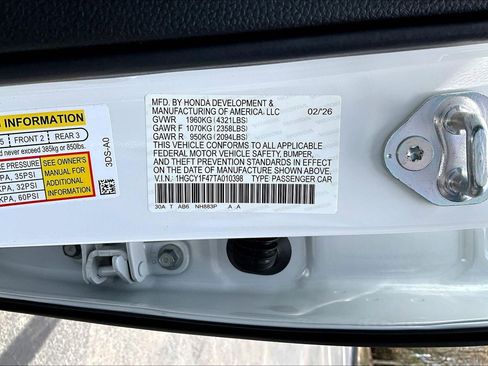 INFORMATION
5 FRONT 2 REAR 3
never exceed 385kg or 850lbs.
PRESSURE SEE OWNER'S
KPA, 35PSI MANUAL FOR
KPA, 32PSI ADDITIONAL
KPA, 60PSI INFORMATION
3DS-A0
MFD. BY HONDA DEVELOPMENT &
MANUFACTURING OF AMERICA, LLC 02/26
GVWR 1960KG (4321LBS)
GAWR F 1070KG (2358LBS)
GAWR R 950KG (2094LBS)
THIS VEHICLE CONFORMS TO ALL APPLICABLE
FEDERAL MOTOR VEHICLE SAFETY, BUMPER,
AND THEFT PREVENTION STANDARDS IN EFFECT
ON THE DATE OF MANUFACTURE SHOWN ABOVE.
V.I.N. 1HGCY1F47TA010398 TYPE PASSENGER CAR
30A T AB6 NH883P A .A